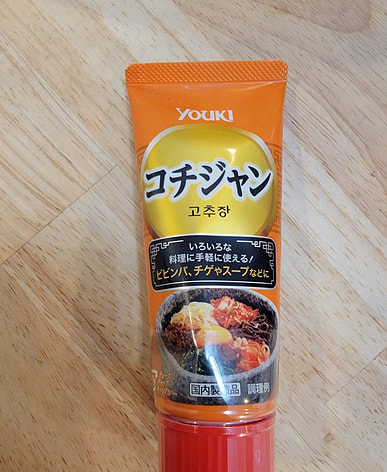 YOUKI
コチジャン
고추장
いろいろな
料理に手軽に使える!
ビビンバ、チゲやスープなどに
国内製造品
調理例